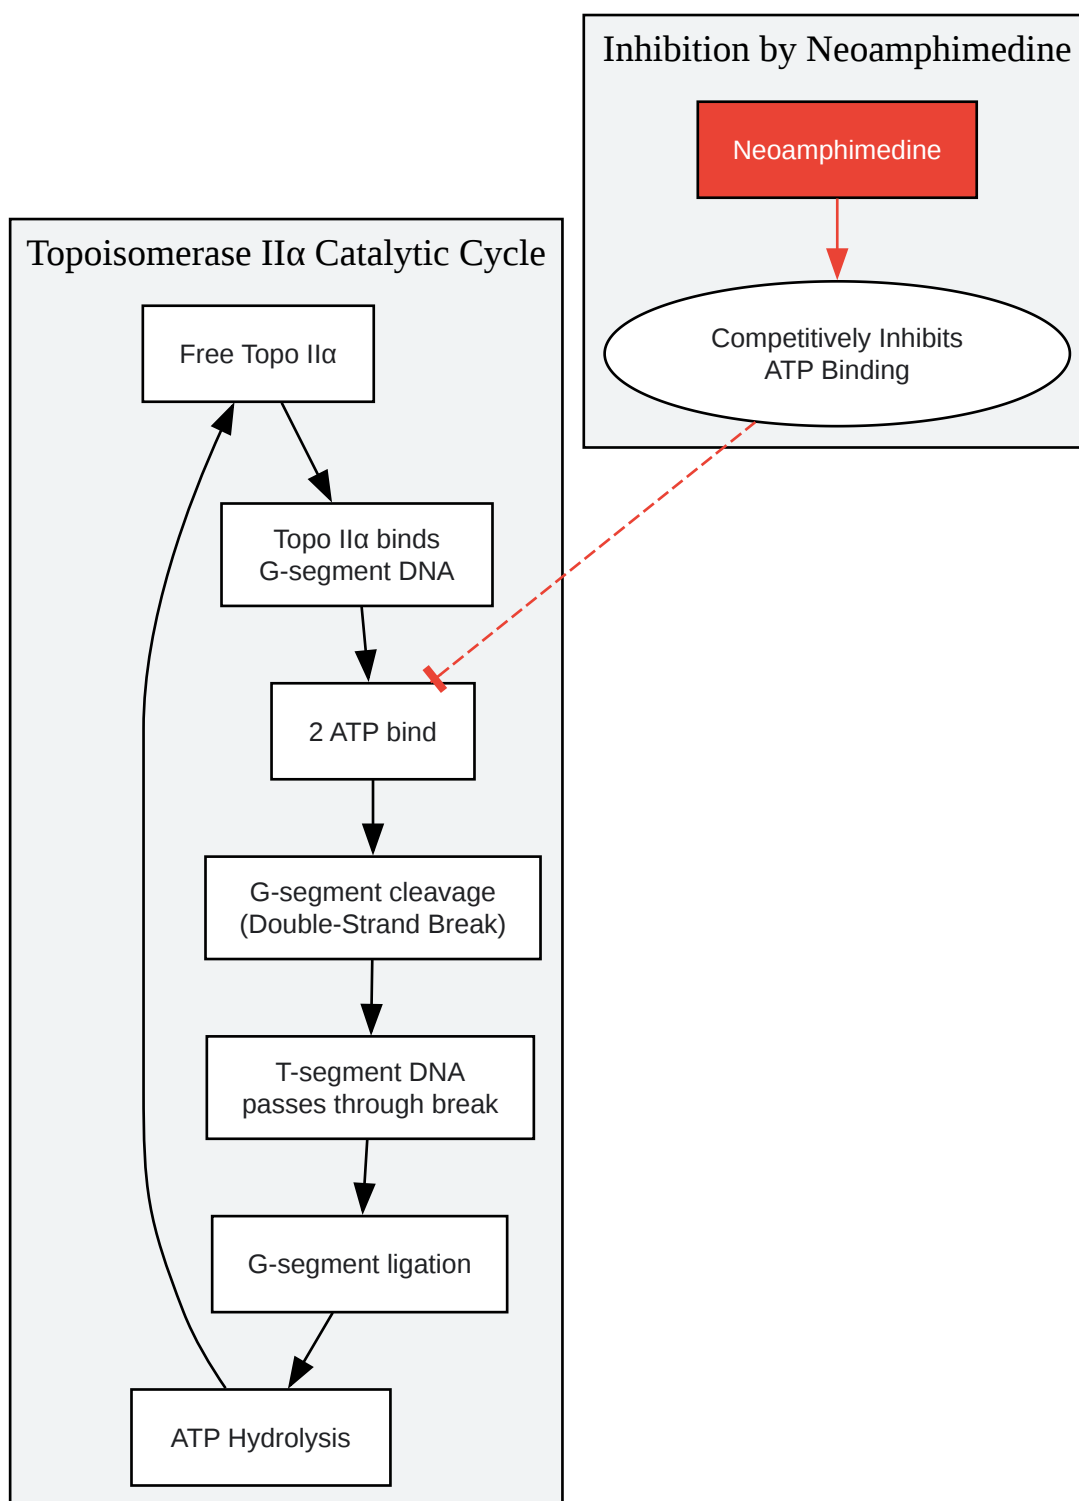 Inhibition by Neoamphimedine
Neoamphimedine
Competitively Inhibits
ATP Binding
Topoisomerase IIα Catalytic Cycle
Free Topo IIα
Topo IIα binds
G-segment DNA
2 ATP bind
G-segment cleavage
(Double-Strand Break)
T-segment DNA
passes through break
G-segment ligation
ATP Hydrolysis